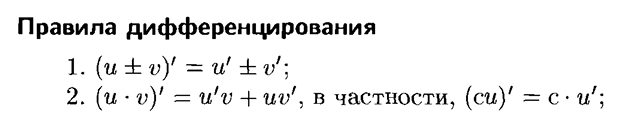 Правила дифференцирования
1. (u ± v)′ = u′ ± v′;
2. (u · v)′ = u′v + uv′, в частности, (cu)′ = c · u′;